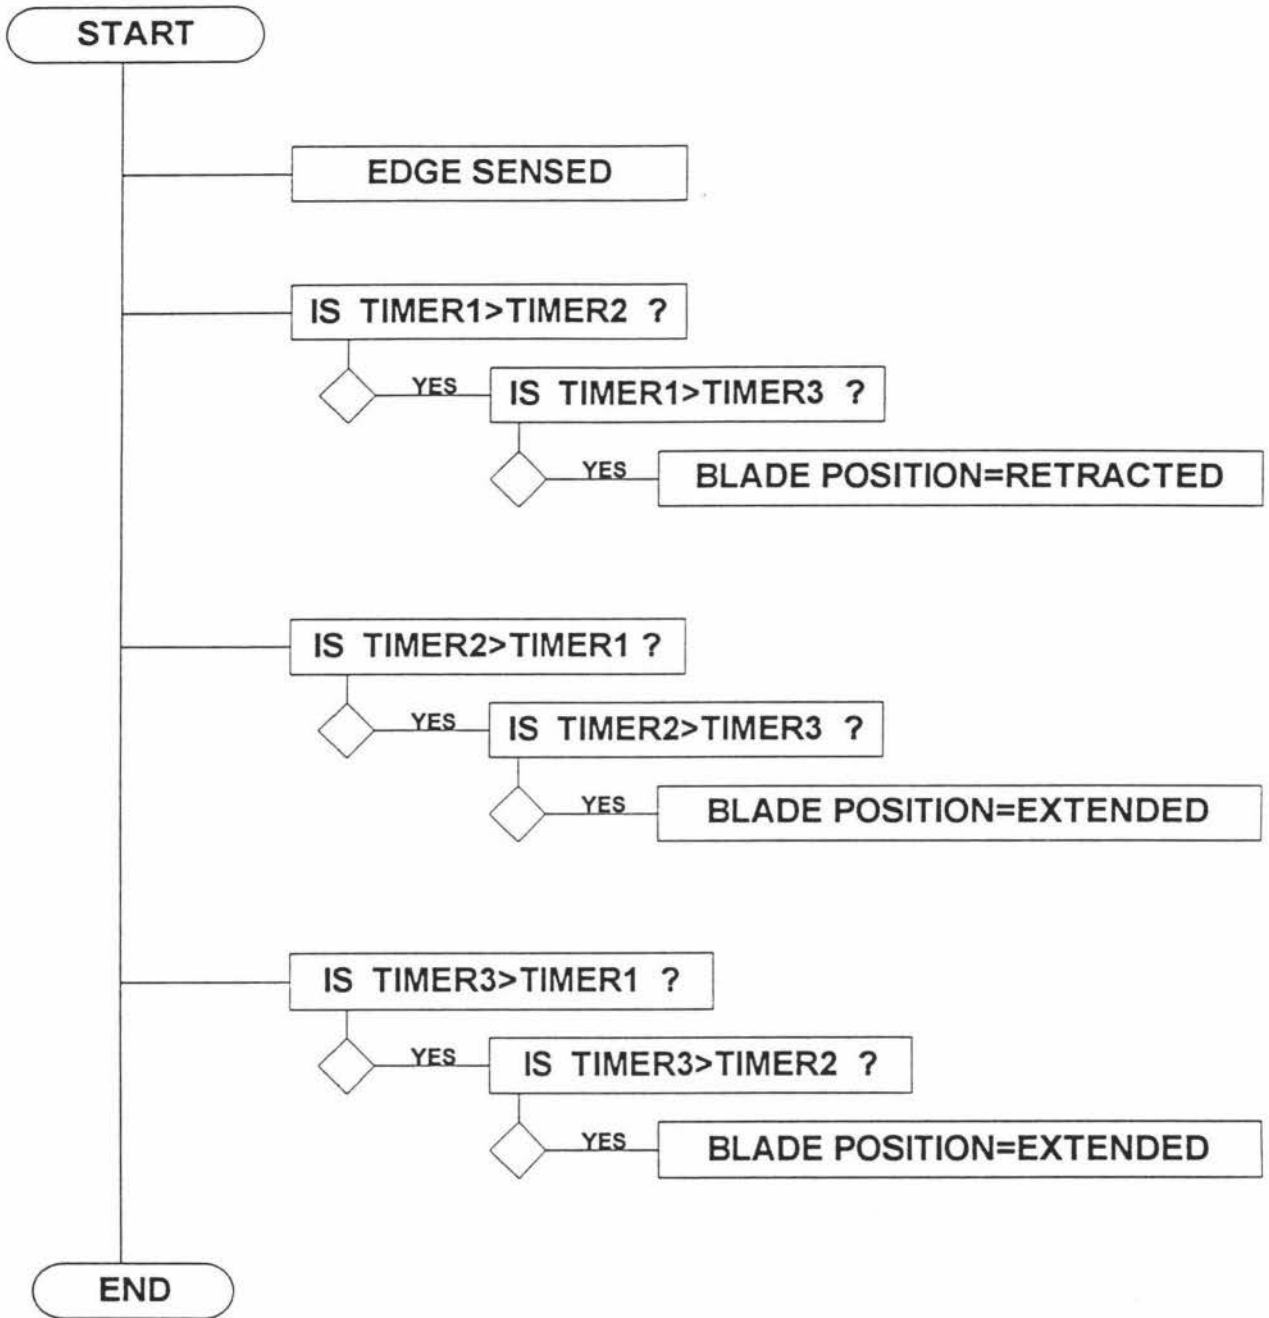 START
EDGE SENSED
IS TIMER1>TIMER2 ?
YES
IS TIMER1>TIMER3 ?
YES
BLADE POSITION=RETRACTED
IS TIMER2>TIMER1 ?
YES
IS TIMER2>TIMER3 ?
YES
BLADE POSITION=EXTENDED
IS TIMER3>TIMER1 ?
YES
IS TIMER3>TIMER2 ?
YES
BLADE POSITION=EXTENDED
END